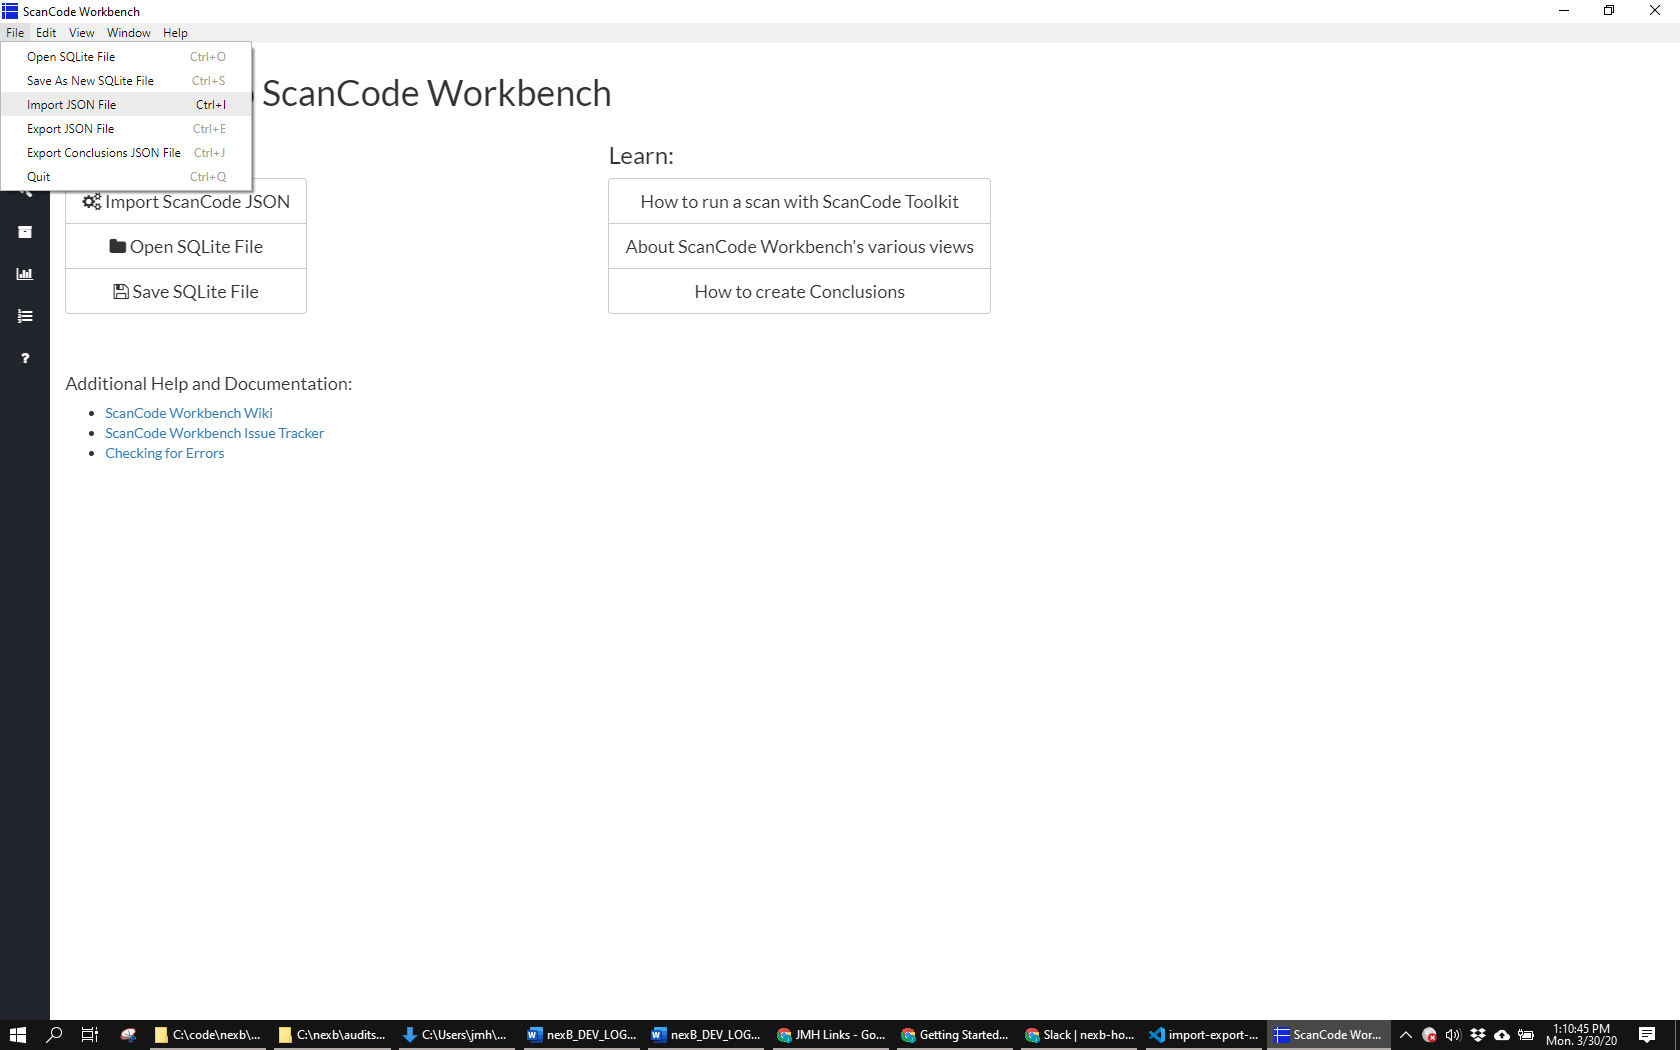 ScanCode Workbench
File Edit View Window Help
Open SQLite File Ctrl+O
Save As New SQLite File Ctrl+S
Import JSON File Ctrl+I
Export JSON File Ctrl+E
Export Conclusions JSON File Ctrl+J
Quit Ctrl+Q
ScanCode Workbench
Import ScanCode JSON
Open SQLite File
Save SQLite File
Learn:
How to run a scan with ScanCode Toolkit
About ScanCode Workbench's various views
How to create Conclusions
Additional Help and Documentation:
ScanCode Workbench Wiki
ScanCode Workbench Issue Tracker
Checking for Errors
C:\code\nexb\... C:\nexb\audits... C:\Users\jmh\... nexB_DEV_LOG... nexB_DEV_LOG... JMH Links - Go... Getting Started... Slack | nexb-ho... import-export-... ScanCode Wor...
1:10:45 PM
Mon. 3/30/20